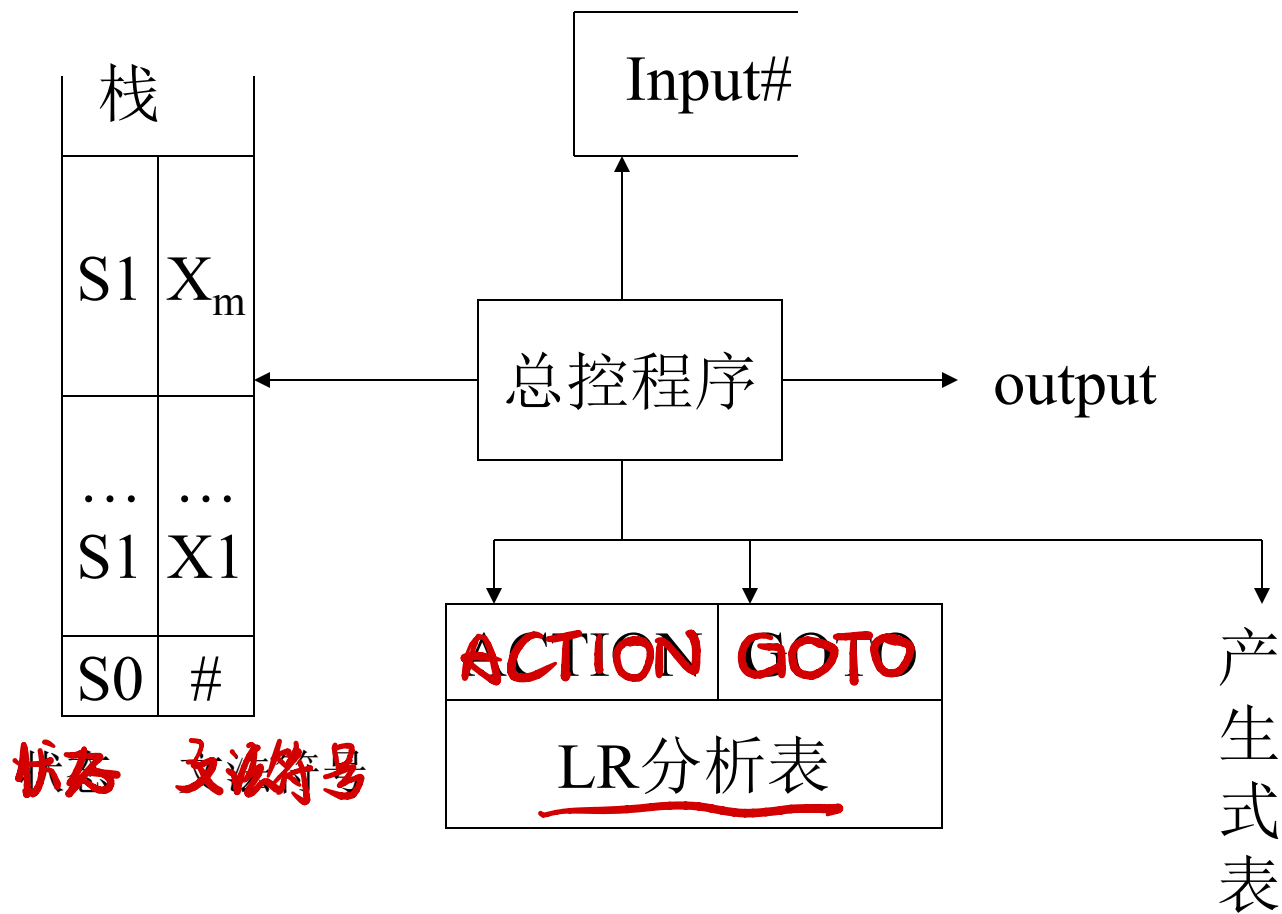 栈
Input#
S1 Xm
总控程序
output
… …
S1 X1
S0 #
状态 文法符号
ACTION GOTO
LR分析表
产生式表